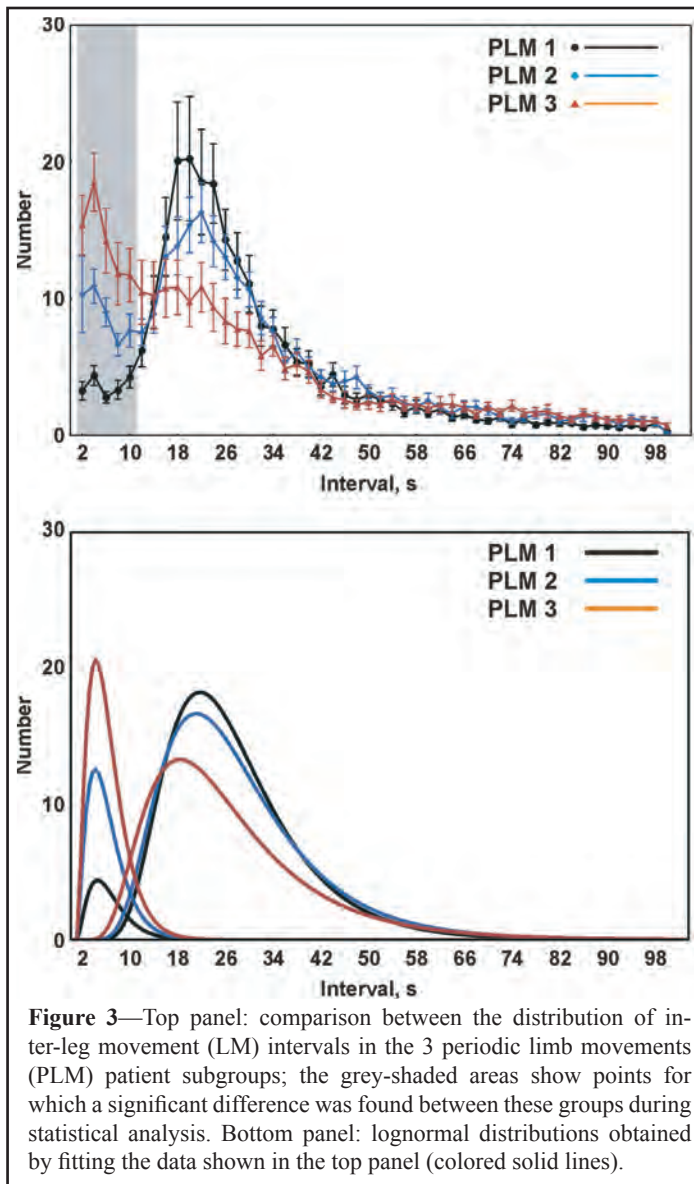 30
20
10
0
Number
PLM 1
PLM 2
PLM 3
2 10 18 26 34 42 50 58 66 74 82 90 98
Interval, s
30
20
10
0
Number
PLM 1
PLM 2
PLM 3
2 10 18 26 34 42 50 58 66 74 82 90 98
Interval, s
Figure 3—Top panel: comparison between the distribution of in-
ter-leg movement (LM) intervals in the 3 periodic limb movements
(PLM) patient subgroups; the grey-shaded areas show points for
which a significant difference was found between these groups during
statistical analysis. Bottom panel: lognormal distributions obtained
by fitting the data shown in the top panel (colored solid lines).